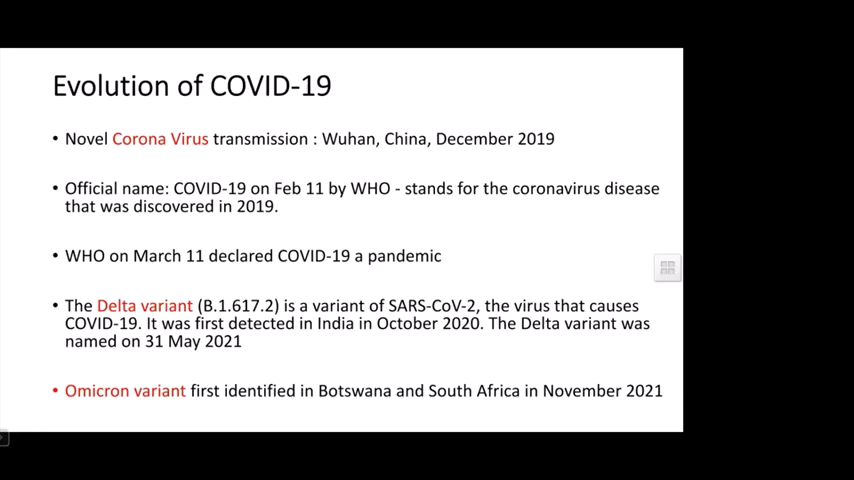 Evolution of COVID-19
• Novel Corona Virus transmission : Wuhan, China, December 2019
• Official name: COVID-19 on Feb 11 by WHO - stands for the coronavirus disease
that was discovered in 2019.
• WHO on March 11 declared COVID-19 a pandemic
• The Delta variant (B.1.617.2) is a variant of SARS-CoV-2, the virus that causes
COVID-19. It was first detected in India in October 2020. The Delta variant was
named on 31 May 2021
• Omicron variant first identified in Botswana and South Africa in November 2021